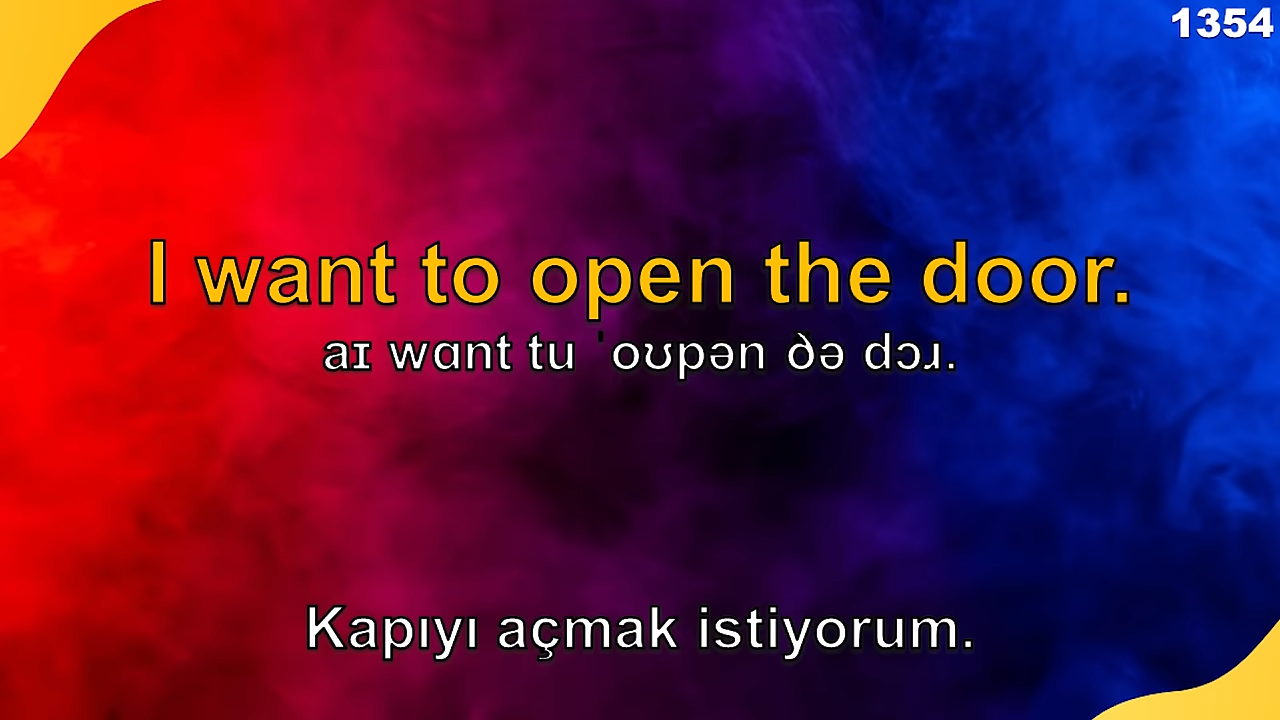 1354
I want to open the door.
aɪ wɑnt tu ˈoʊpən ðə dɔɹ.
Kapıyı açmak istiyorum.